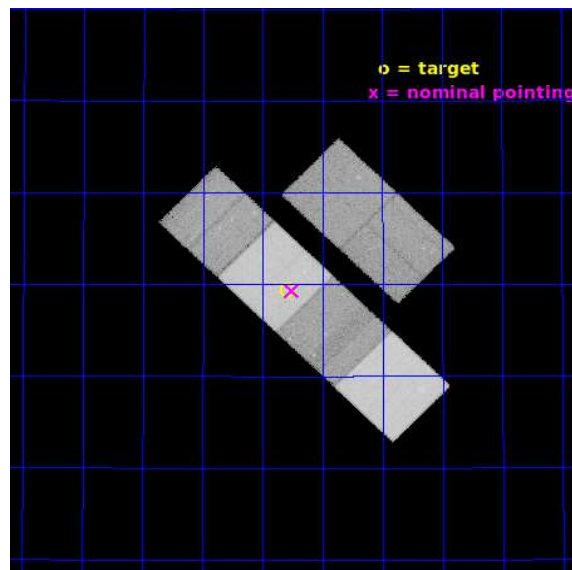 o = target
x = nominal pointing